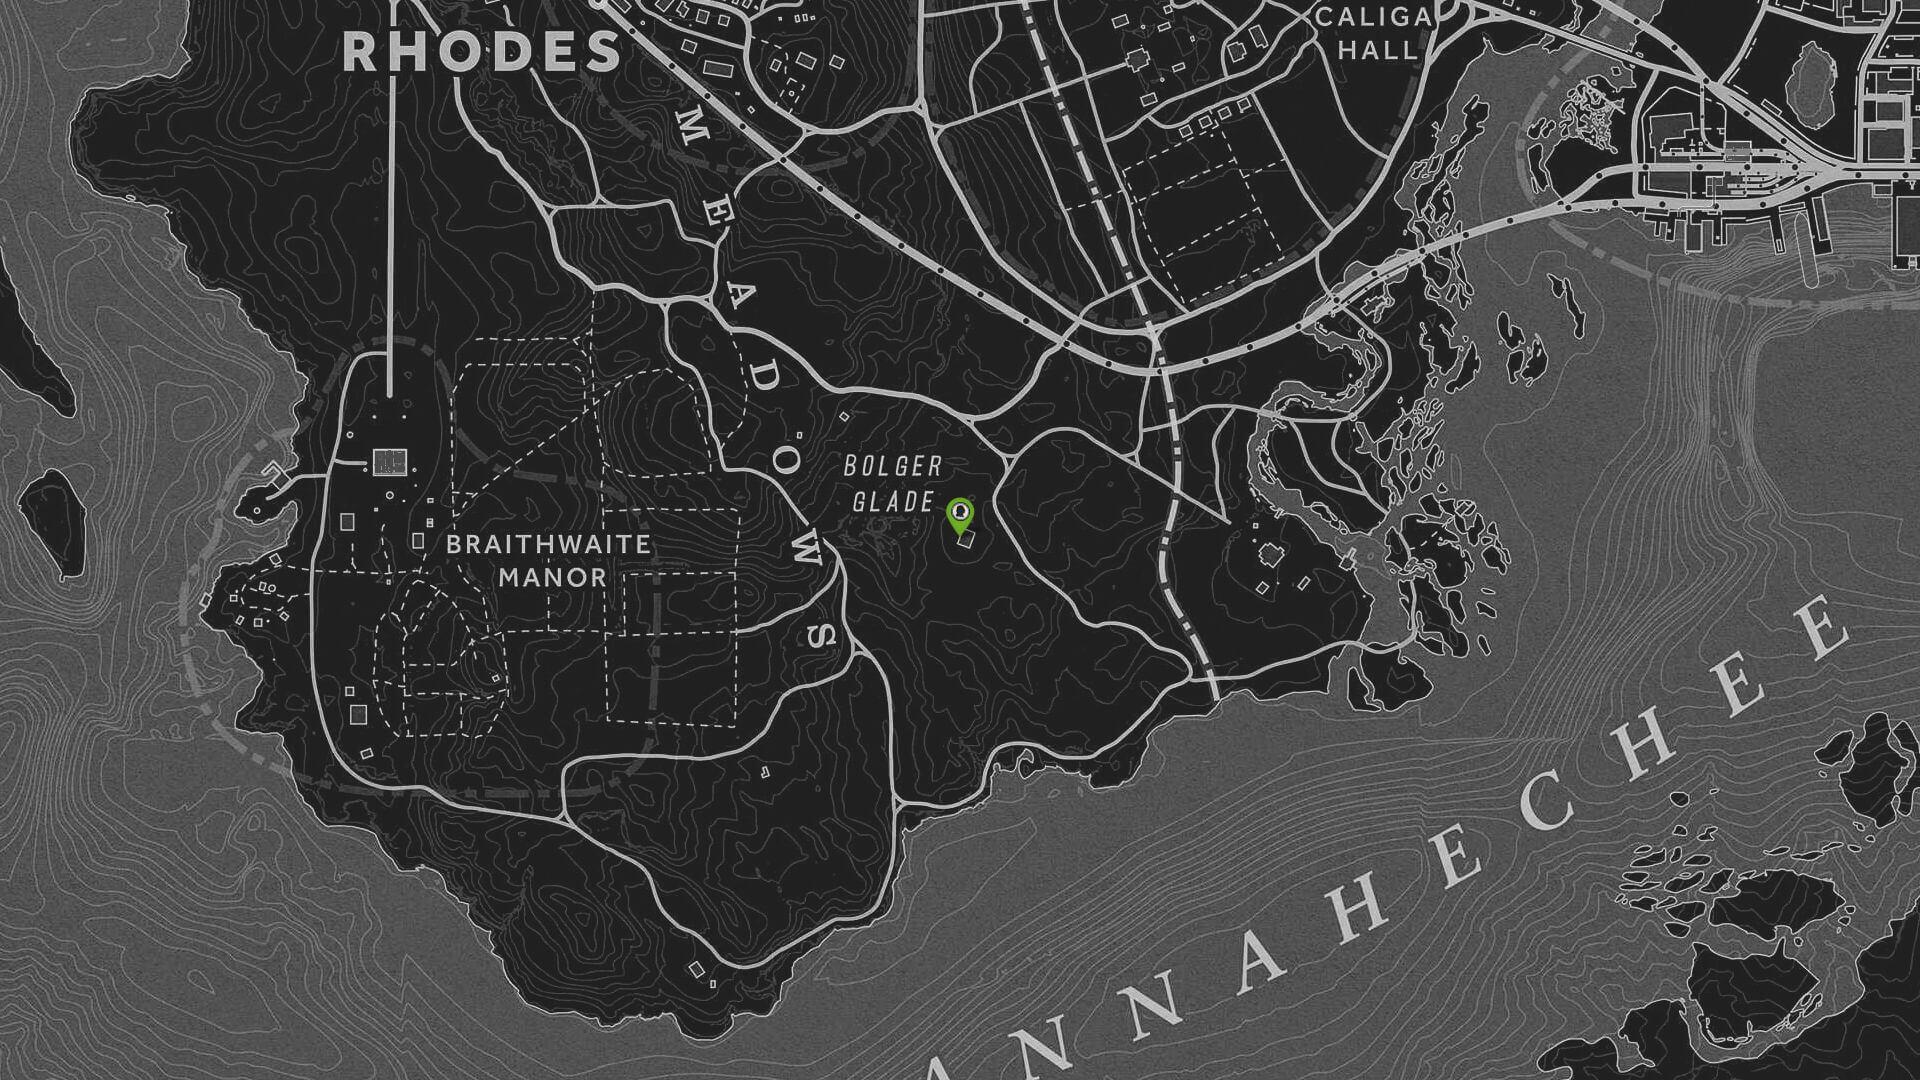 RHODES
CALIGA
HALL
MEADOWS
BOLGER
GLADE
BRAITHWAITE
MANOR
ANNAHECHEE